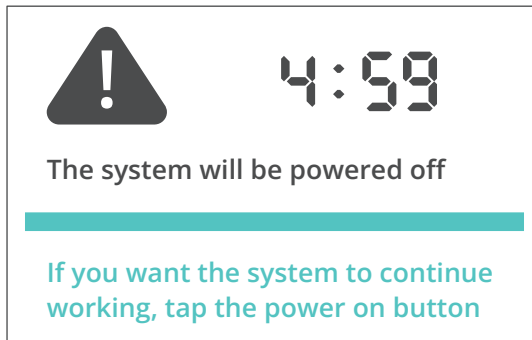 !
4:59
The system will be powered off
If you want the system to continue
working, tap the power on button